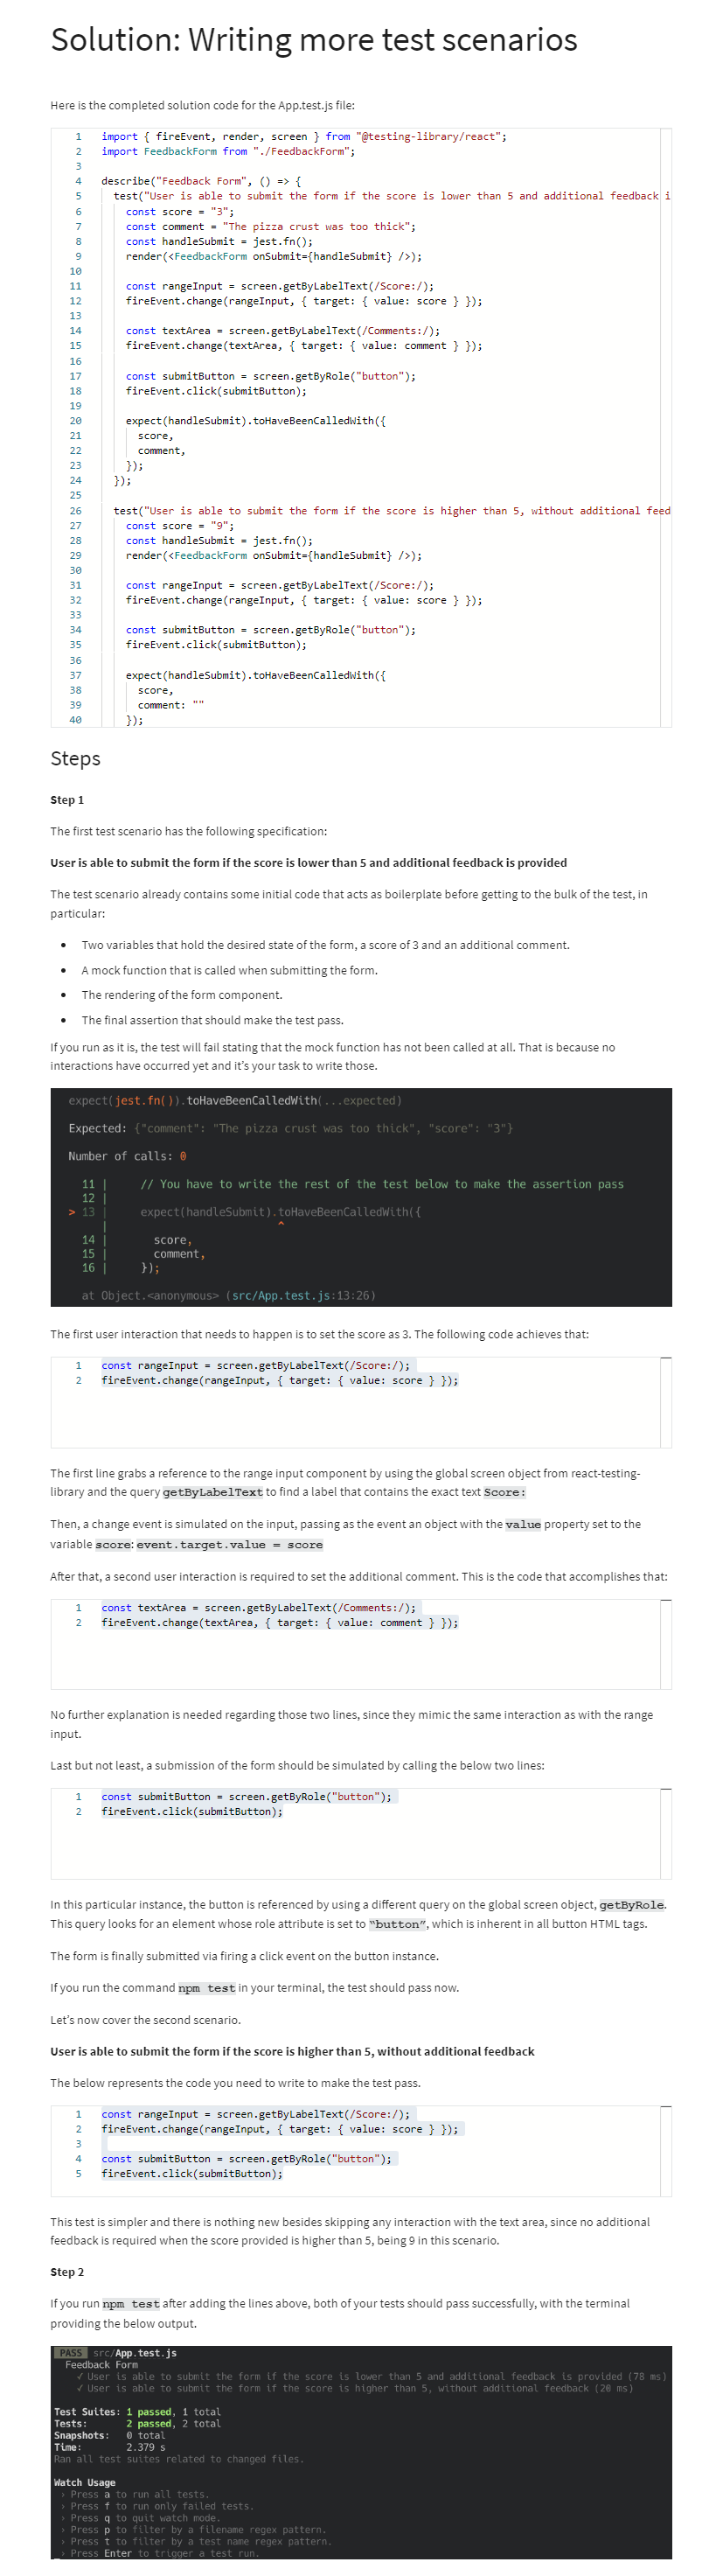 Solution: Writing more test scenarios
Here is the completed solution code for the App.test.js file:
1 import { fireEvent, render, screen } from "@testing-library/react";
2 import FeedbackForm from "./FeedbackForm";
3
4 describe("Feedback Form", () => {
5 test("User is able to submit the form if the score is lower than 5 and additional feedback i
6 const score = "3";
7 const comment = "The pizza crust was too thick";
8 const handleSubmit = jest.fn();
9 render(<FeedbackForm onSubmit={handleSubmit} />);
10
11 const rangeInput = screen.getByLabelText(/Score:/);
12 fireEvent.change(rangeInput, { target: { value: score } });
13
14 const textArea = screen.getByLabelText(/Comments:/);
15 fireEvent.change(textArea, { target: { value: comment } });
16
17 const submitButton = screen.getByRole("button");
18 fireEvent.click(submitButton);
19
20 expect(handleSubmit).toHaveBeenCalledWith({
21 score,
22 comment,
23 });
24 });
25
26 test("User is able to submit the form if the score is higher than 5, without additional feed
27 const score = "9";
28 const handleSubmit = jest.fn();
29 render(<FeedbackForm onSubmit={handleSubmit} />);
30
31 const rangeInput = screen.getByLabelText(/Score:/);
32 fireEvent.change(rangeInput, { target: { value: score } });
33
34 const submitButton = screen.getByRole("button");
35 fireEvent.click(submitButton);
36
37 expect(handleSubmit).toHaveBeenCalledWith({
38 score,
39 comment: ""
40 });
Steps
Step 1
The first test scenario has the following specification:
User is able to submit the form if the score is lower than 5 and additional feedback is provided
The test scenario already contains some initial code that acts as boilerplate before getting to the bulk of the test, in
particular:
• Two variables that hold the desired state of the form, a score of 3 and an additional comment.
• A mock function that is called when submitting the form.
• The rendering of the form component.
• The final assertion that should make the test pass.
If you run as it is, the test will fail stating that the mock function has not been called at all. That is because no
interactions have occurred yet and it’s your task to write those.
expect(jest.fn()).toHaveBeenCalledWith(...expected)
Expected: {"comment": "The pizza crust was too thick", "score": "3"}
Number of calls: 0
11 | // You have to write the rest of the test below to make the assertion pass
12 |
> 13 | expect(handleSubmit).toHaveBeenCalledWith({
| ^
14 | score,
15 | comment,
16 | });
at Object.<anonymous> (src/App.test.js:13:26)
The first user interaction that needs to happen is to set the score as 3. The following code achieves that:
1 const rangeInput = screen.getByLabelText(/Score:/);
2 fireEvent.change(rangeInput, { target: { value: score } });
The first line grabs a reference to the range input component by using the global screen object from react-testing-
library and the query getByLabelText to find a label that contains the exact text Score:
Then, a change event is simulated on the input, passing as the event an object with the value property set to the
variable score: event.target.value = score
After that, a second user interaction is required to set the additional comment. This is the code that accomplishes that:
1 const textArea = screen.getByLabelText(/Comments:/);
2 fireEvent.change(textArea, { target: { value: comment } });
No further explanation is needed regarding those two lines, since they mimic the same interaction as with the range
input.
Last but not least, a submission of the form should be simulated by calling the below two lines:
1 const submitButton = screen.getByRole("button");
2 fireEvent.click(submitButton);
In this particular instance, the button is referenced by using a different query on the global screen object, getByRole.
This query looks for an element whose role attribute is set to “button”, which is inherent in all button HTML tags.
The form is finally submitted via firing a click event on the button instance.
If you run the command npm test in your terminal, the test should pass now.
Let’s now cover the second scenario.
User is able to submit the form if the score is higher than 5, without additional feedback
The below represents the code you need to write to make the test pass.
1 const rangeInput = screen.getByLabelText(/Score:/);
2 fireEvent.change(rangeInput, { target: { value: score } });
3
4 const submitButton = screen.getByRole("button");
5 fireEvent.click(submitButton);
This test is simpler and there is nothing new besides skipping any interaction with the text area, since no additional
feedback is required when the score provided is higher than 5, being 9 in this scenario.
Step 2
If you run npm test after adding the lines above, both of your tests should pass successfully, with the terminal
providing the below output.
PASS src/App.test.js
Feedback Form
✓ User is able to submit the form if the score is lower than 5 and additional feedback is provided (78 ms)
✓ User is able to submit the form if the score is higher than 5, without additional feedback (20 ms)
Test Suites: 1 passed, 1 total
Tests: 2 passed, 2 total
Snapshots: 0 total
Time: 2.379 s
Ran all test suites related to changed files.
Watch Usage
› Press a to run all tests.
› Press f to run only failed tests.
› Press q to quit watch mode.
› Press p to filter by a filename regex pattern.
› Press t to filter by a test name regex pattern.
› Press Enter to trigger a test run.